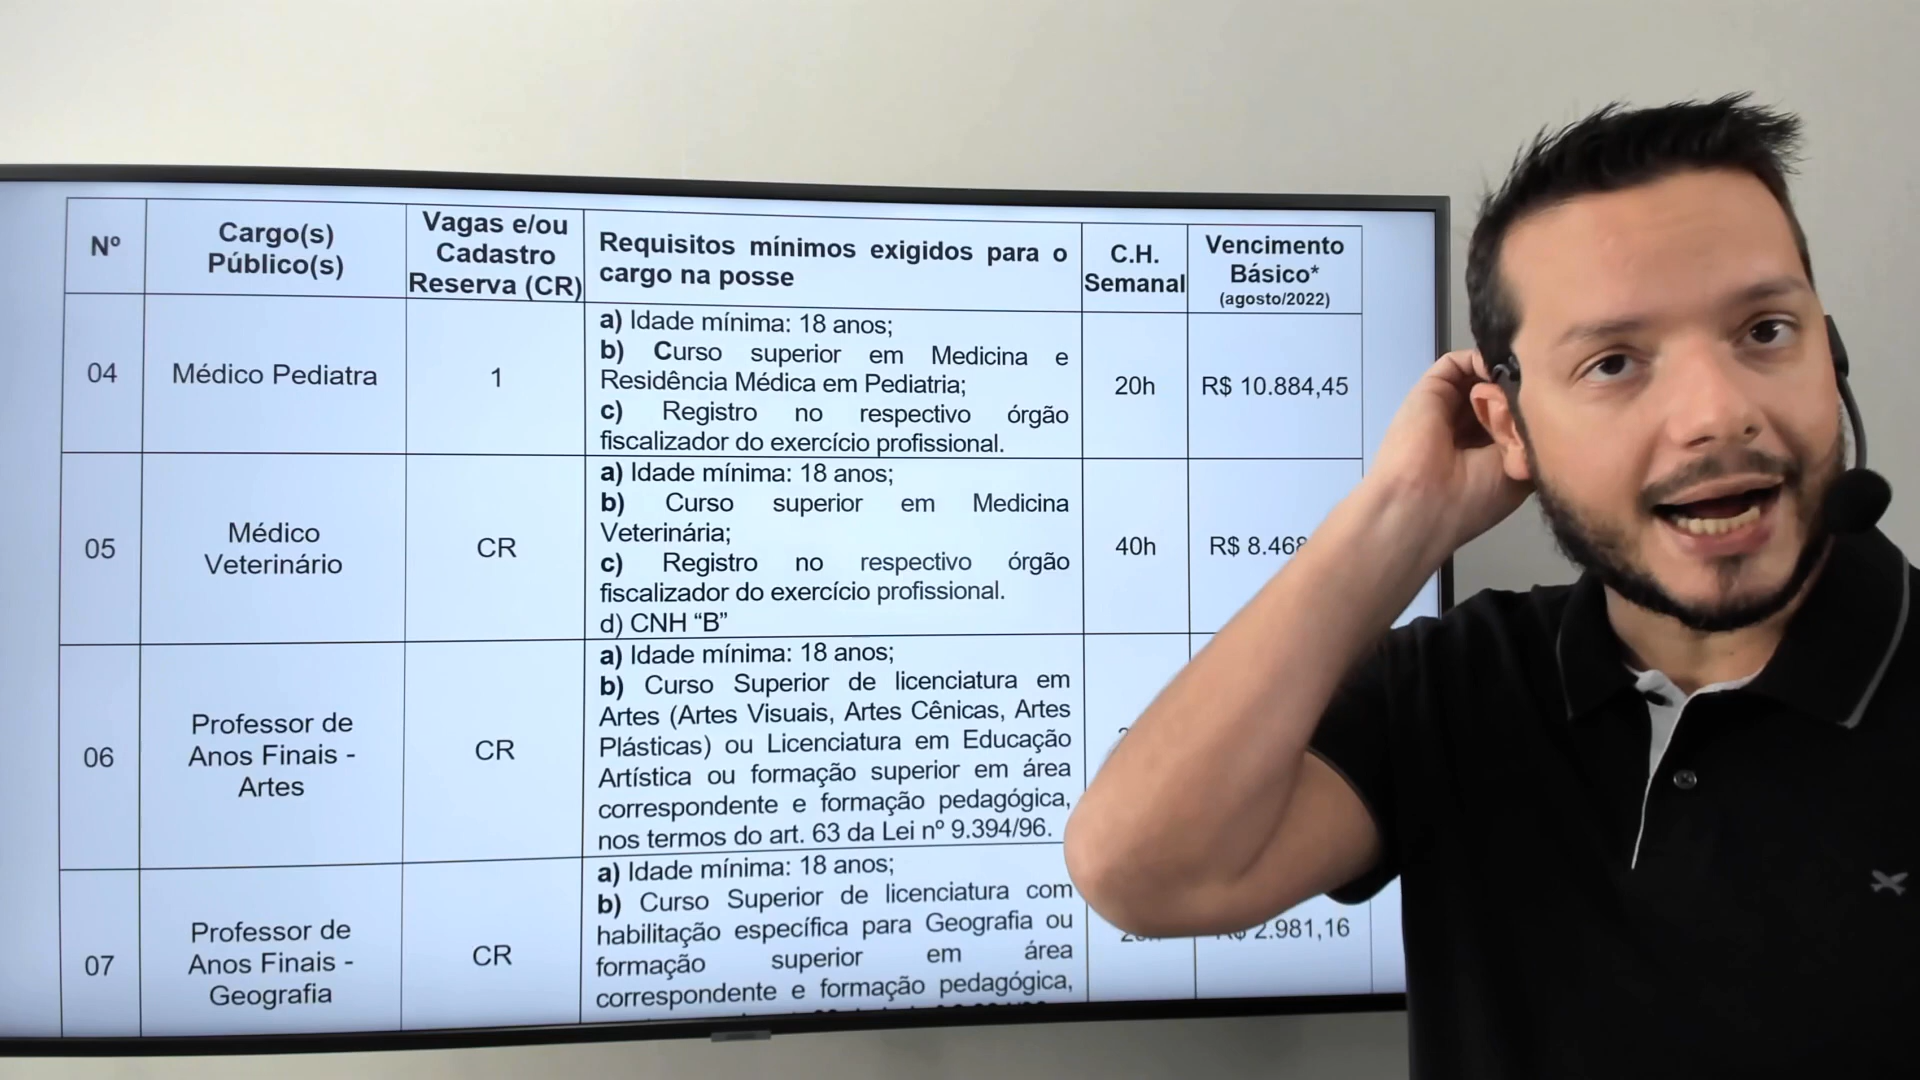 Nº
Cargo(s)
Público(s)
Vagas e/ou
Cadastro
Reserva (CR)
Requisitos mínimos exigidos para o
cargo na posse
C.H.
Semanal
Vencimento
Básico*
(agosto/2022)
04
Médico Pediatra
1
a) Idade mínima: 18 anos;
b) Curso superior em Medicina e
Residência Médica em Pediatria;
c) Registro no respectivo órgão
fiscalizador do exercício profissional.
20h
R$ 10.884,45
05
Médico
Veterinário
CR
a) Idade mínima: 18 anos;
b) Curso superior em Medicina
Veterinária;
c) Registro no respectivo órgão
fiscalizador do exercício profissional.
d) CNH “B”
40h
R$ 8.468
06
Professor de
Anos Finais -
Artes
CR
a) Idade mínima: 18 anos;
b) Curso Superior de licenciatura em
Artes (Artes Visuais, Artes Cênicas, Artes
Plásticas) ou Licenciatura em Educação
Artística ou formação superior em área
correspondente e formação pedagógica,
nos termos do art. 63 da Lei nº 9.394/96.
07
Professor de
Anos Finais -
Geografia
CR
a) Idade mínima: 18 anos;
b) Curso Superior de licenciatura com
habilitação específica para Geografia ou
formação superior em área
correspondente e formação pedagógica,
2.981,16